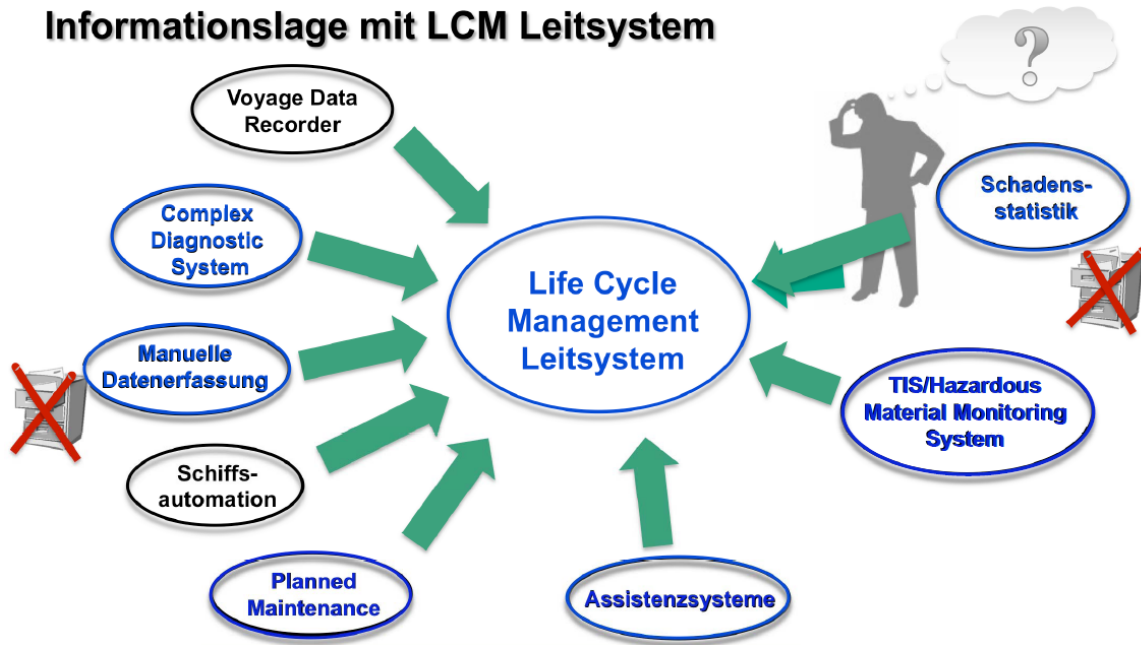 Informationslage mit LCM Leitsystem
?
Voyage Data
Recorder
Complex
Diagnostic
System
Manuelle
Datenerfassung
Schiffs-
automation
Planned
Maintenance
Life Cycle
Management
Leitsystem
Assistenzsysteme
Schadens-
statistik
TIS/Hazardous
Material Monitoring
System